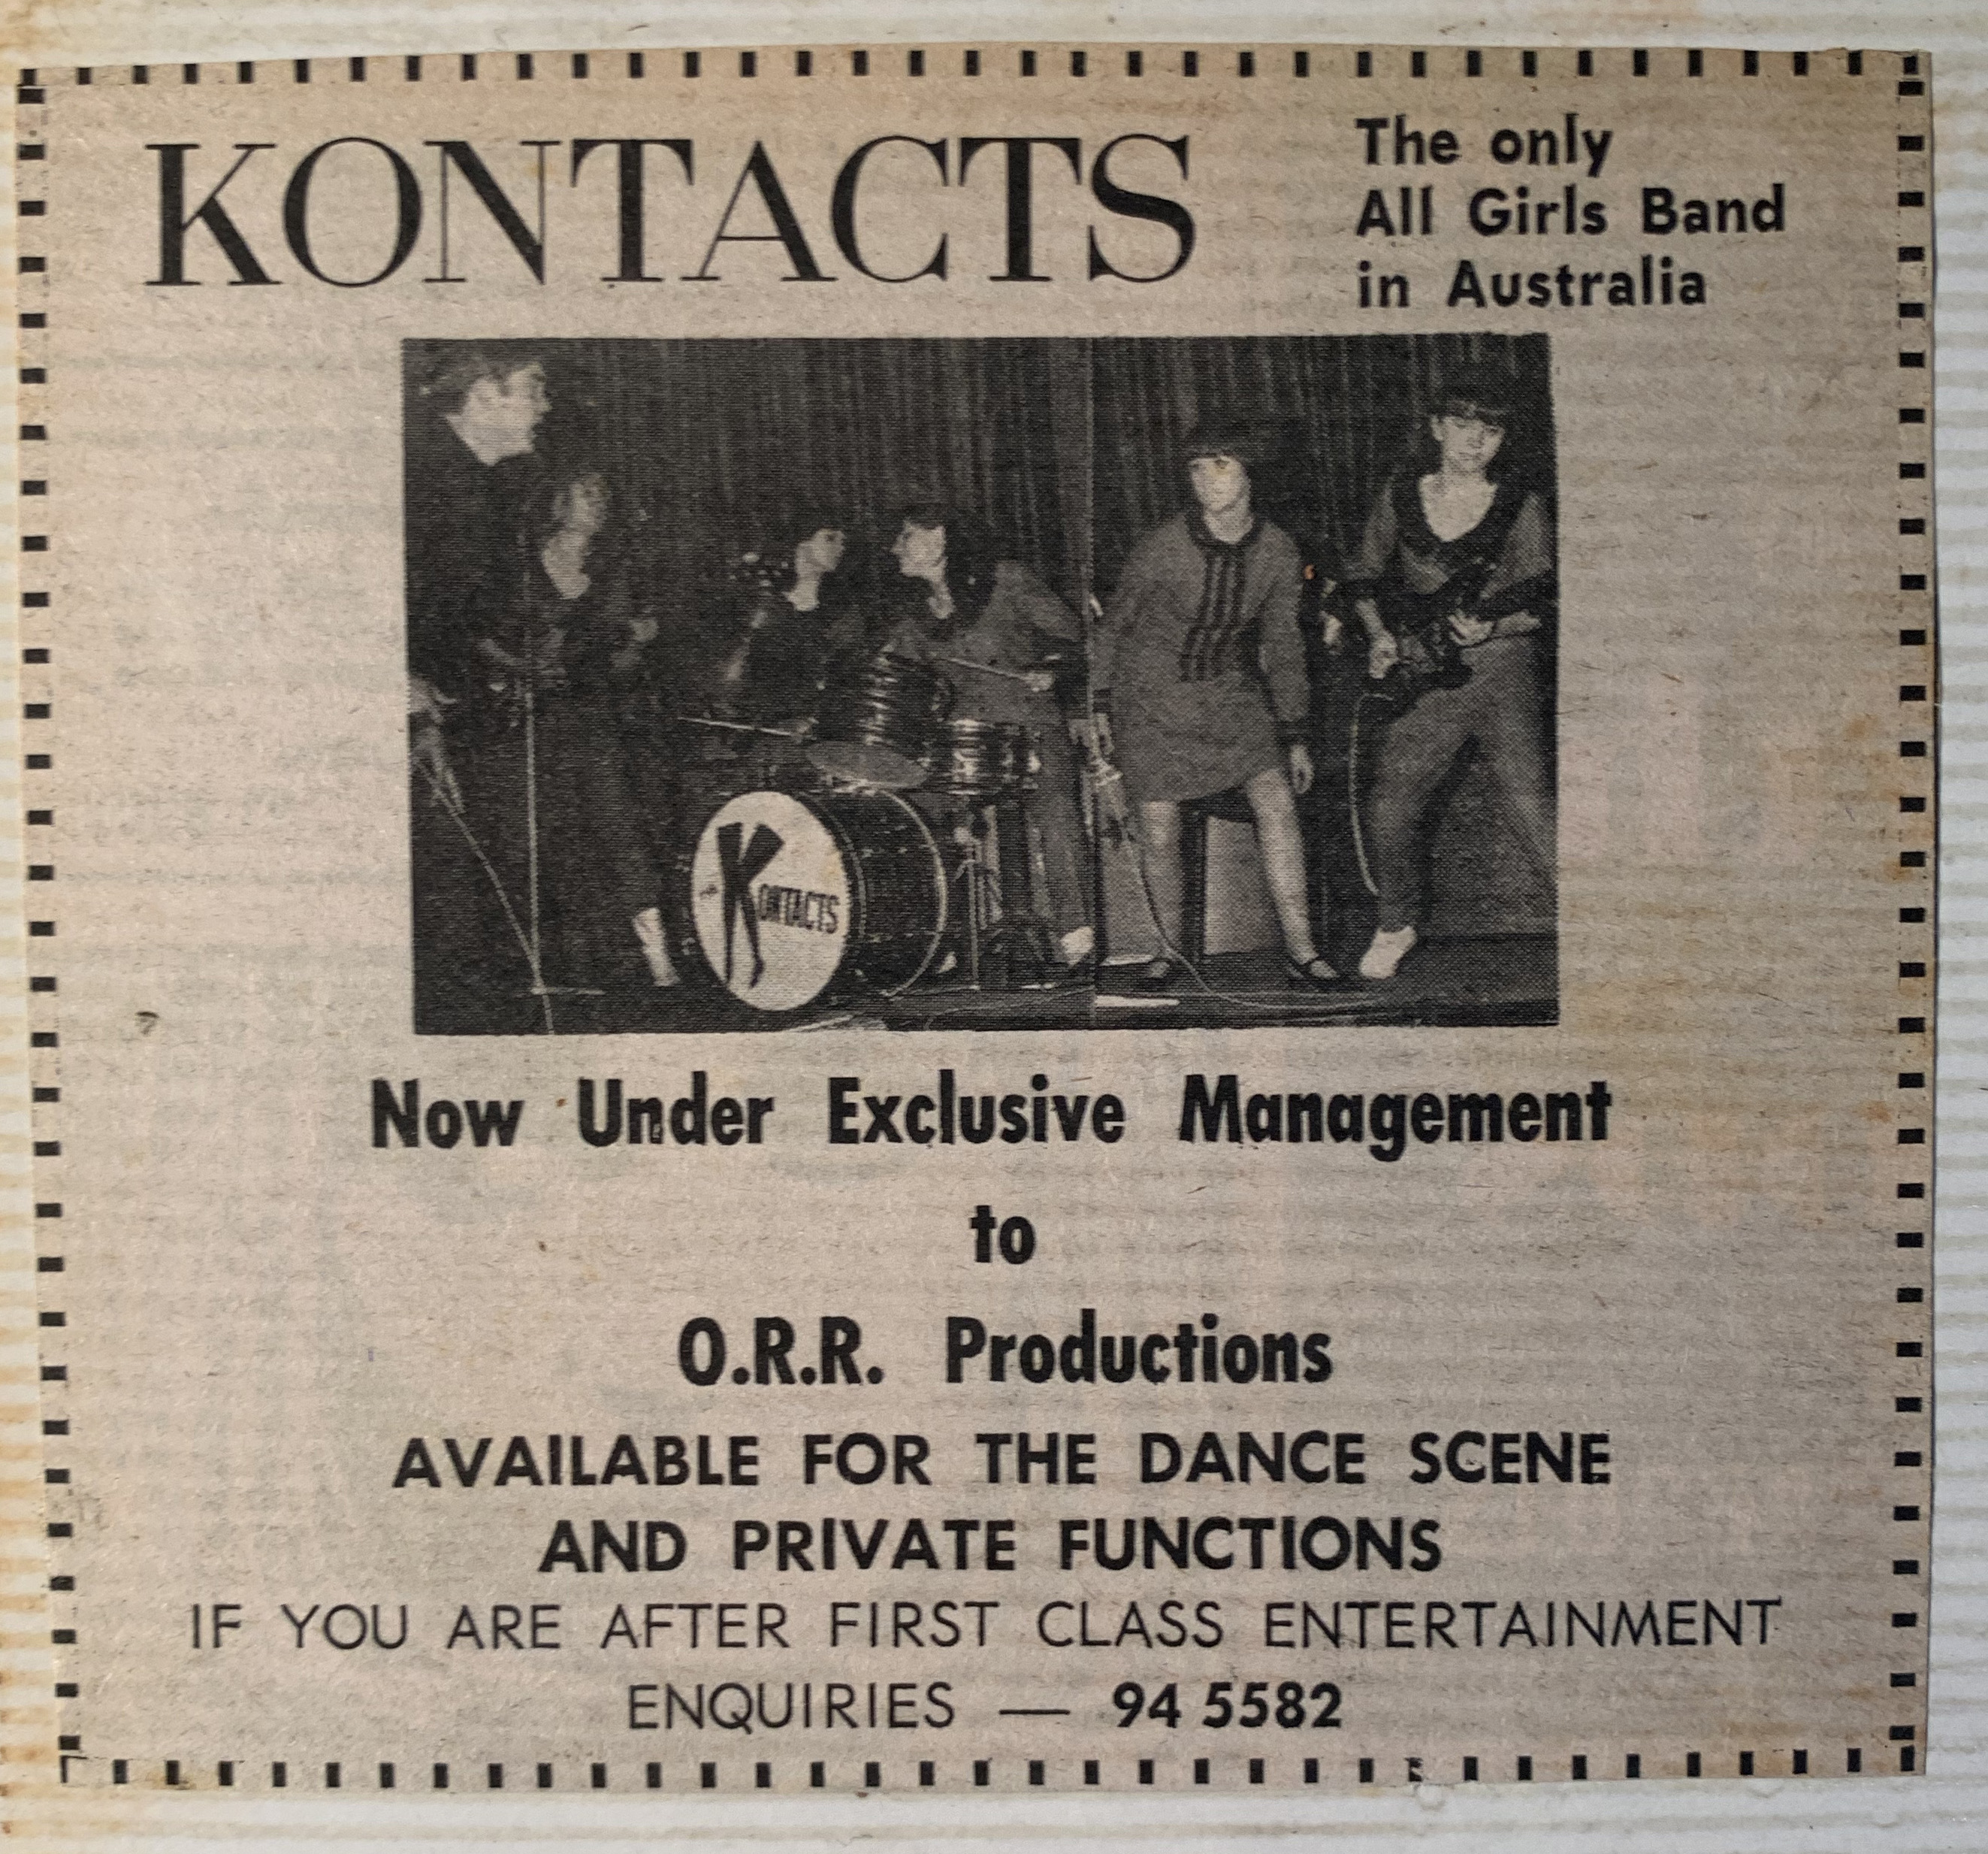 KONTACTS
The only
All Girls Band
in Australia
The KONTACTS
Now Under Exclusive Management
to
O.R.R. Productions
AVAILABLE FOR THE DANCE SCENE
AND PRIVATE FUNCTIONS
IF YOU ARE AFTER FIRST CLASS ENTERTAINMENT
ENQUIRIES — 94 5582